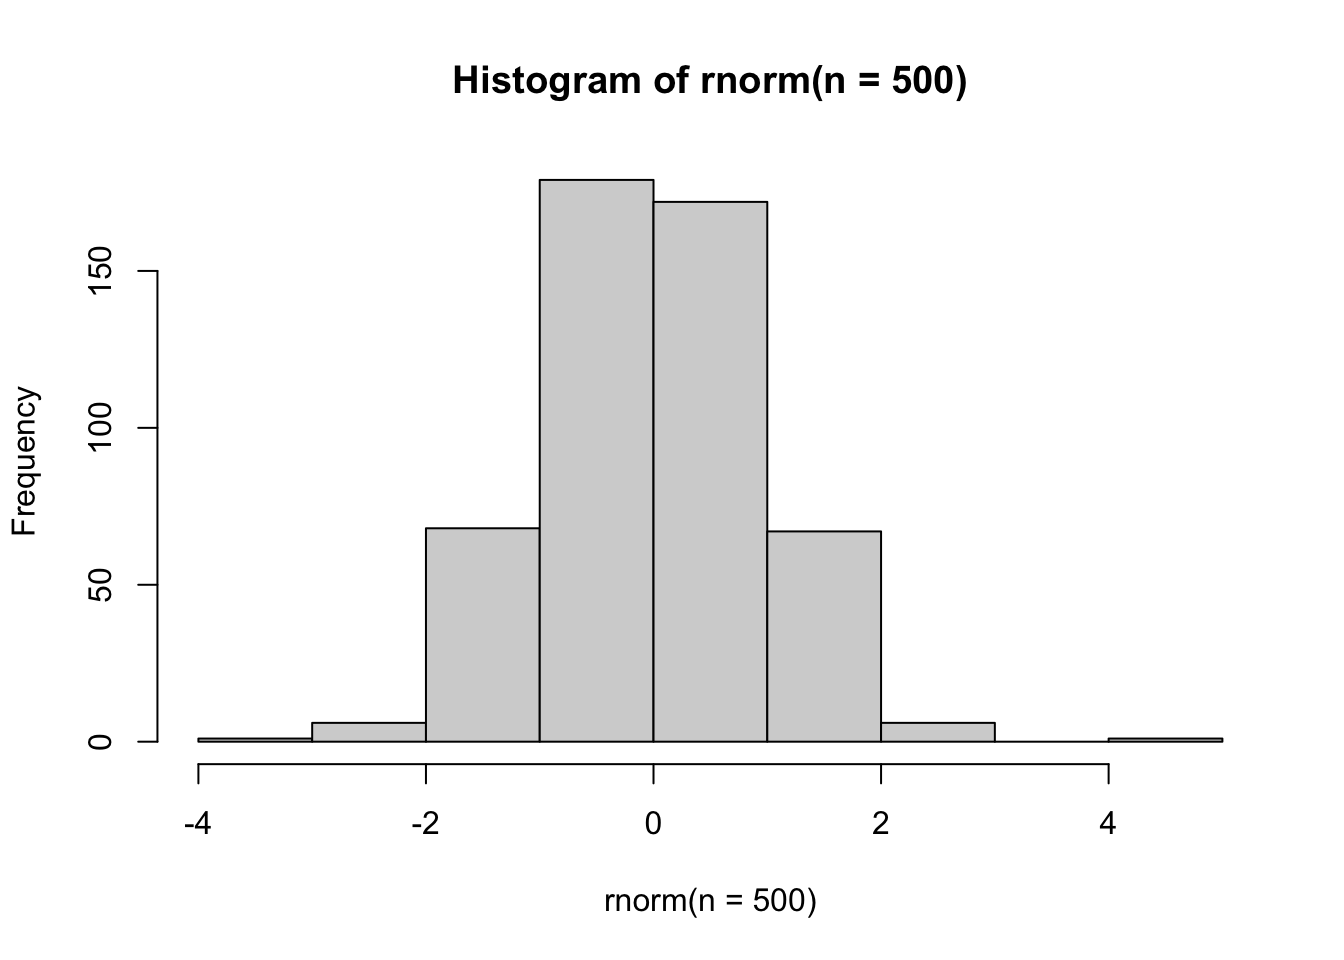 Histogram of rnorm(n = 500)
Frequency
150
100
50
0
-4 -2 0 2 4
rnorm(n = 500)